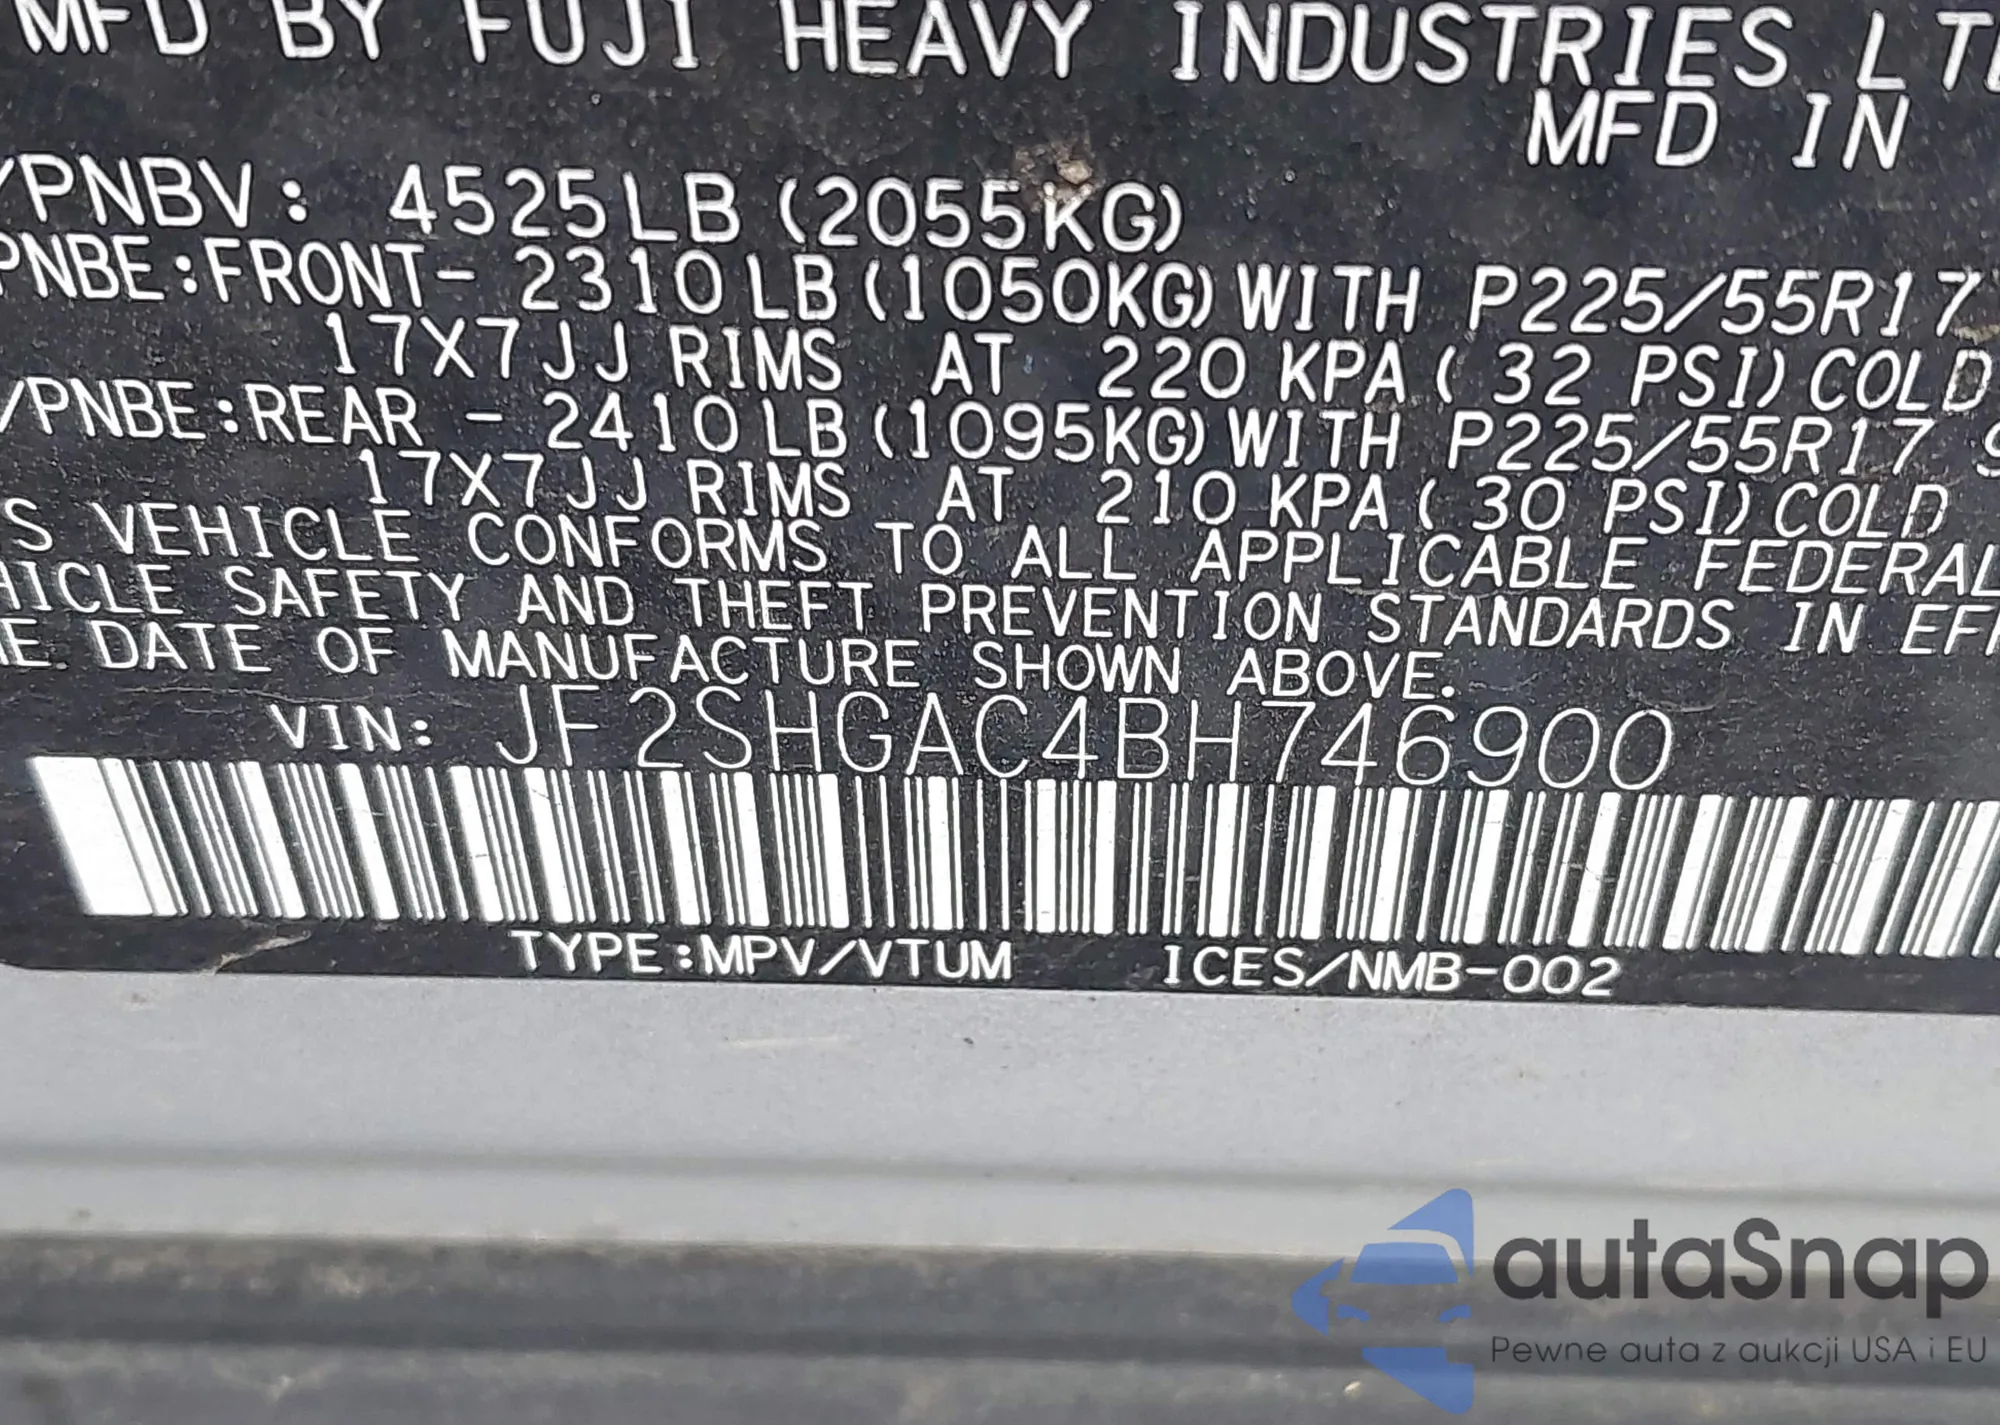 MFD BY FUJI HEAVY INDUSTRIES LT
MFD IN
/PNBV: 4525LB (2055KG)
PNBE:FRONT- 2310LB(1050KG)WITH P225/55R17
17X7JJ RIMS AT 220 KPA( 32 PSI)COLD
/PNBE:REAR - 2410LB(1095KG)WITH P225/55R17 9
17X7JJ RIMS AT 210 KPA( 30 PSI)COLD
S VEHICLE CONFORMS TO ALL APPLICABLE FEDERAL
HICLE SAFETY AND THEFT PREVENTION STANDARDS IN EFF
E DATE OF MANUFACTURE SHOWN ABOVE.
VIN: JF2SHGAC4BH746900
TYPE:MPV/VTUM ICES/NMB-002
autaSnap
Pewne auta z aukcji USA i EU